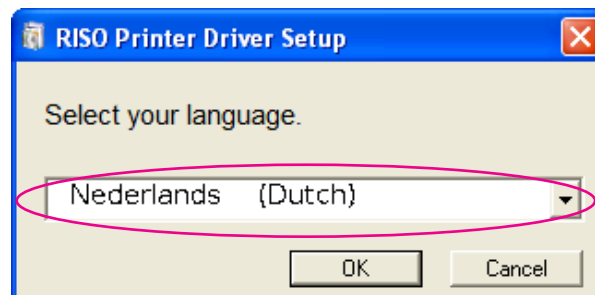 RISO Printer Driver Setup
Select your language.
Nederlands (Dutch)
OK Cancel